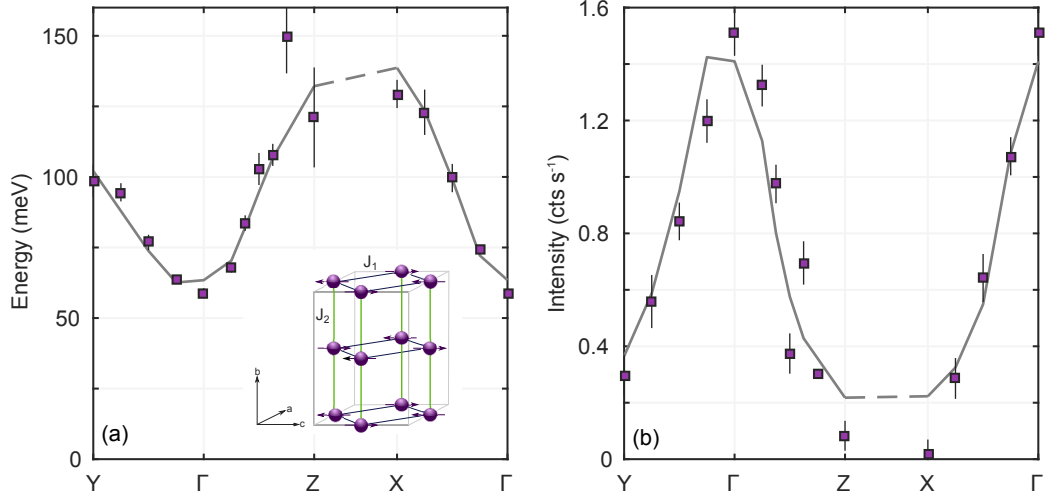 150
100
50
0
Energy (meV)
J1
J2
b
a
c
(a)
Y Γ Z X Γ
1.6
1.2
0.8
0.4
0
Intensity (cts s-1)
(b)
Y Γ Z X Γ